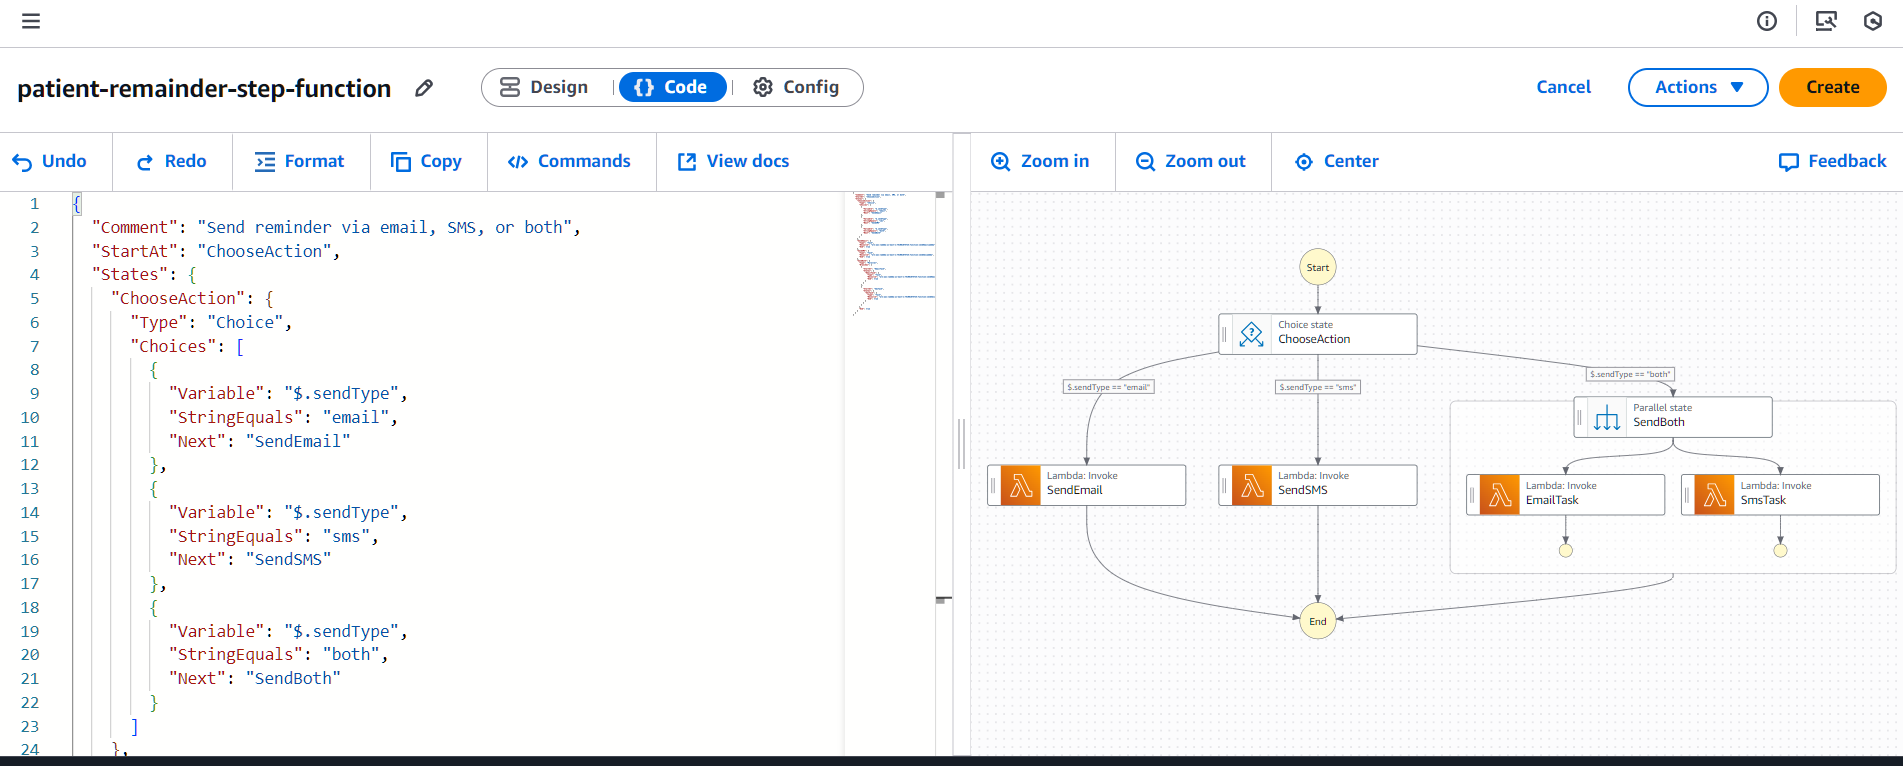 patient-remainder-step-function
Design
Code
Config
Cancel
Actions
Create
Undo
Redo
Format
Copy
Commands
View docs
Zoom in
Zoom out
Center
Feedback
1 {
2 "Comment": "Send reminder via email, SMS, or both",
3 "StartAt": "ChooseAction",
4 "States": {
5 "ChooseAction": {
6 "Type": "Choice",
7 "Choices": [
8 {
9 "Variable": "$.sendType",
10 "StringEquals": "email",
11 "Next": "SendEmail"
12 },
13 {
14 "Variable": "$.sendType",
15 "StringEquals": "sms",
16 "Next": "SendSMS"
17 },
18 {
19 "Variable": "$.sendType",
20 "StringEquals": "both",
21 "Next": "SendBoth"
22 }
23 ]
24 },
Start
Choice state
ChooseAction
$.sendType == "email"
$.sendType == "sms"
$.sendType == "both"
Parallel state
SendBoth
Lambda: Invoke
SendEmail
Lambda: Invoke
SendSMS
Lambda: Invoke
EmailTask
Lambda: Invoke
SmsTask
End